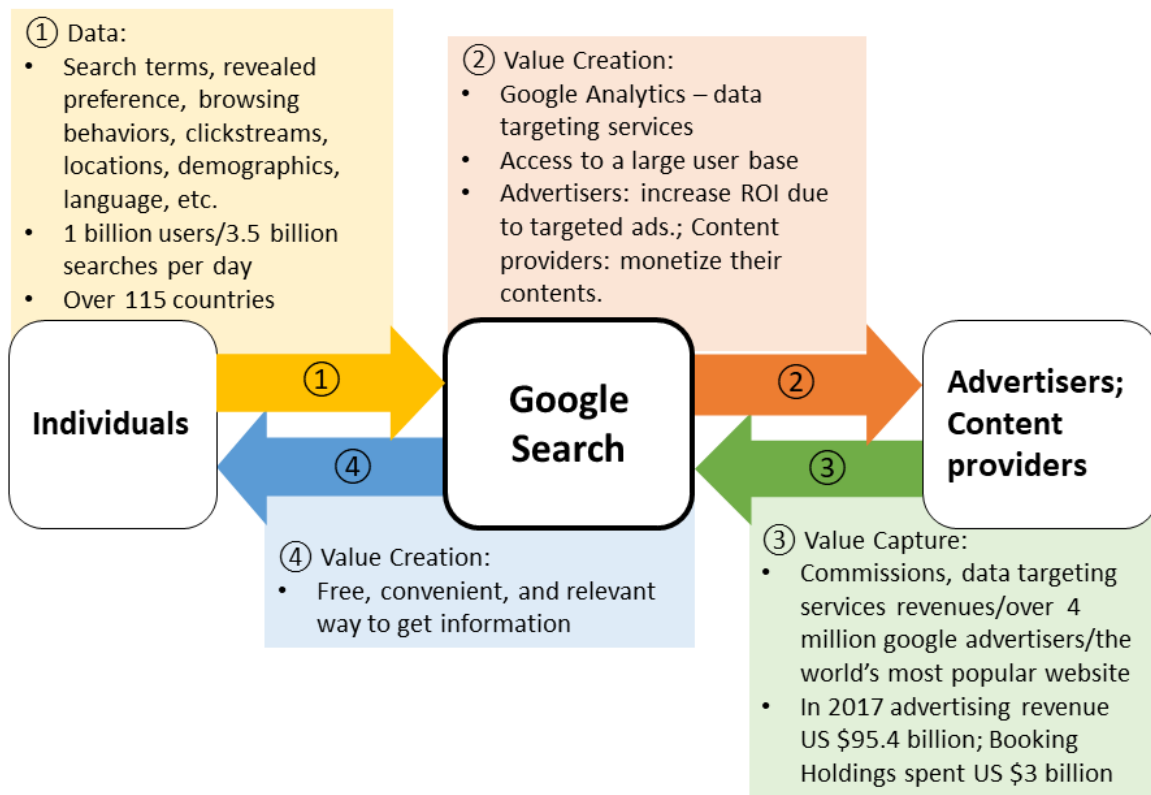 ① Data:
• Search terms, revealed
preference, browsing
behaviors, clickstreams,
locations, demographics,
language, etc.
• 1 billion users/3.5 billion
searches per day
• Over 115 countries
② Value Creation:
• Google Analytics – data
targeting services
• Access to a large user base
• Advertisers: increase ROI due
to targeted ads.; Content
providers: monetize their
contents.
Individuals
①
④
Google
Search
②
③
Advertisers;
Content
providers
④ Value Creation:
• Free, convenient, and relevant
way to get information
③ Value Capture:
• Commissions, data targeting
services revenues/over 4
million google advertisers/the
world's most popular website
• In 2017 advertising revenue
US $95.4 billion; Booking
Holdings spent US $3 billion